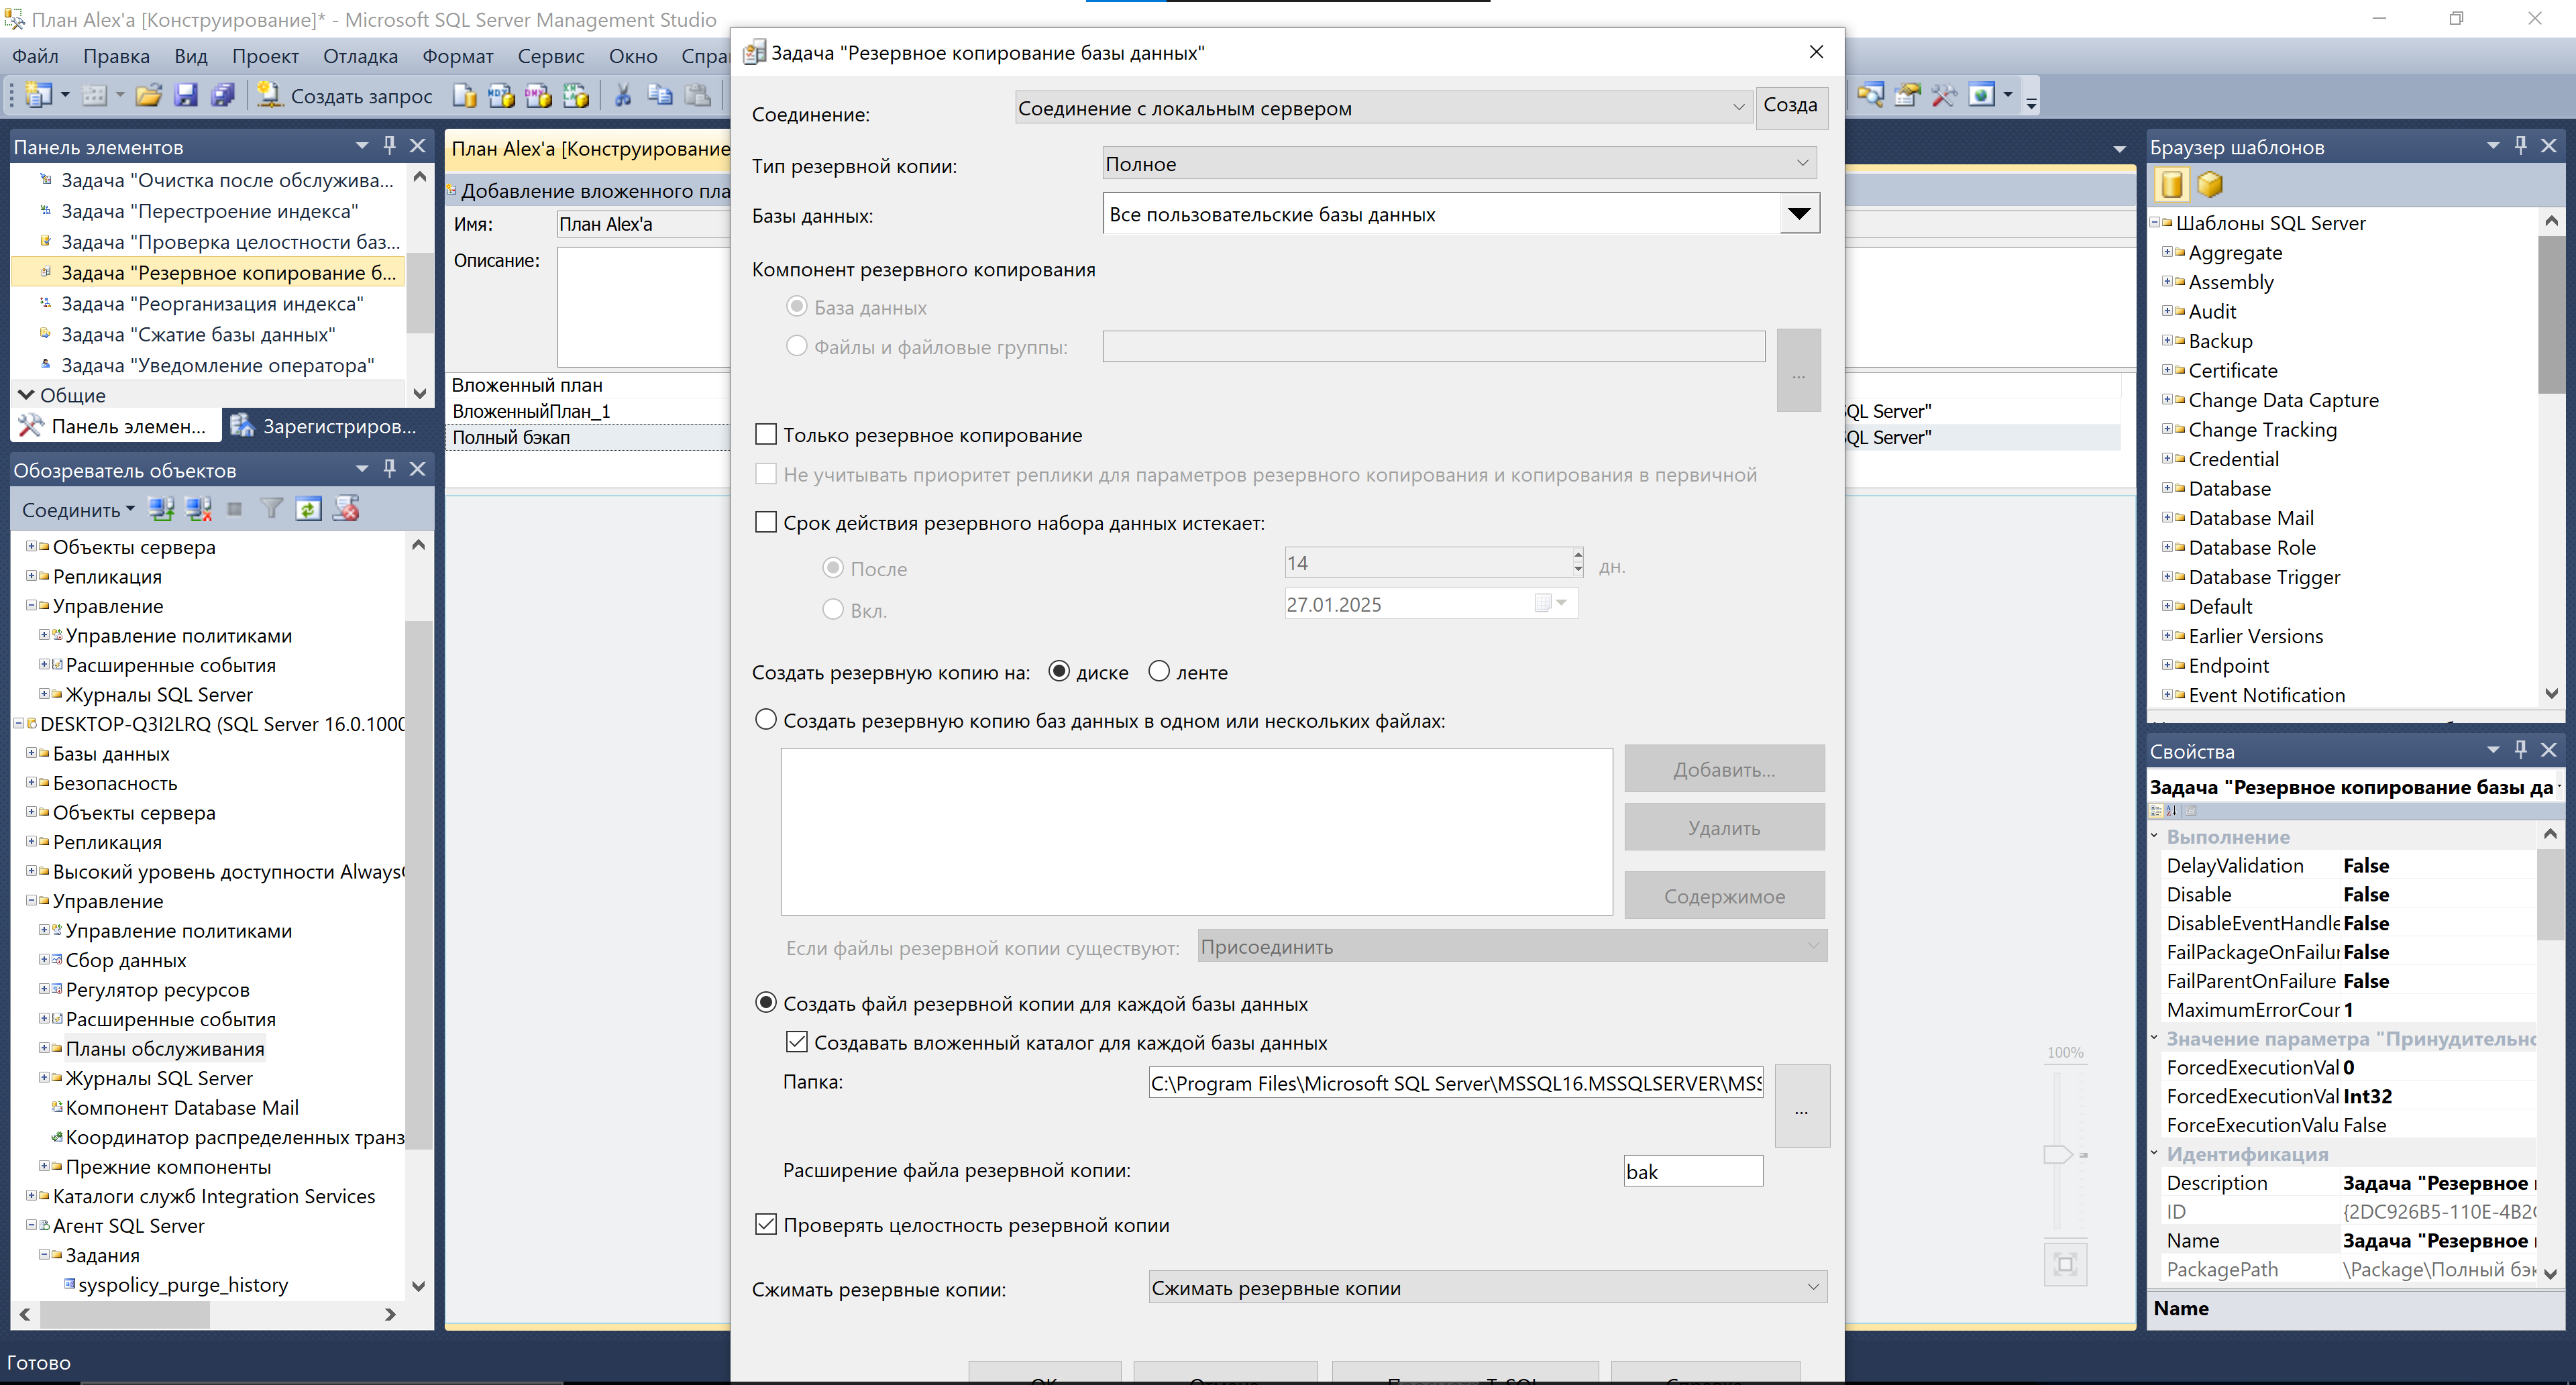 План Alex'а [Конструирование]* - Microsoft SQL Server Management Studio
Файл Правка Вид Проект Отладка Формат Сервис Окно
Создать запрос
Панель элементов
Задача "Очистка после обслужива...
Задача "Перестроение индекса"
Задача "Проверка целостности баз...
Задача "Резервное копирование б...
Задача "Реорганизация индекса"
Задача "Сжатие базы данных"
Задача "Уведомление оператора"
Общие
Панель элемен...
Зарегистриров...
Обозреватель объектов
Соединить
Объекты сервера
Репликация
Управление
Управление политиками
Расширенные события
Журналы SQL Server
DESKTOP-Q3I2LRQ (SQL Server 16.0.1000
Базы данных
Безопасность
Объекты сервера
Репликация
Высокий уровень доступности Always
Управление
Управление политиками
Сбор данных
Регулятор ресурсов
Расширенные события
Планы обслуживания
Журналы SQL Server
Компонент Database Mail
Координатор распределенных транз
Прежние компоненты
Каталоги служб Integration Services
Агент SQL Server
Задания
syspolicy_purge_history
Готово
План Alex'а [Конструирование
Добавление вложенного пла
Имя:
План Alex'а
Описание:
Вложенный план
ВложенныйПлан_1
Полный бэкап
QL Server"
QL Server"
100%
Задача "Резервное копирование базы данных"
Соединение:
Соединение с локальным сервером
Созда
Тип резервной копии:
Полное
Базы данных:
Все пользовательские базы данных
Компонент резервного копирования
База данных
Файлы и файловые группы:
...
Только резервное копирование
Не учитывать приоритет реплики для параметров резервного копирования и копирования в первичной
Срок действия резервного набора данных истекает:
После
14
дн.
Вкл.
27.01.2025
Создать резервную копию на:
диске
ленте
Создать резервную копию баз данных в одном или нескольких файлах:
Добавить...
Удалить
Содержимое
Если файлы резервной копии существуют:
Присоединить
Создать файл резервной копии для каждой базы данных
Создавать вложенный каталог для каждой базы данных
Папка:
C:\Program Files\Microsoft SQL Server\MSSQL16.MSSQLSERVER\MSS
...
Расширение файла резервной копии:
bak
Проверять целостность резервной копии
Сжимать резервные копии:
Сжимать резервные копии
Браузер шаблонов
Шаблоны SQL Server
Aggregate
Assembly
Audit
Backup
Certificate
Change Data Capture
Change Tracking
Credential
Database
Database Mail
Database Role
Database Trigger
Default
Earlier Versions
Endpoint
Event Notification
Свойства
Задача "Резервное копирование базы да
Выполнение
DelayValidation False
Disable False
DisableEventHandle False
FailPackageOnFailur False
FailParentOnFailure False
MaximumErrorCour 1
Значение параметра "Принудительнс
ForcedExecutionVal 0
ForcedExecutionVal Int32
ForceExecutionValu False
Идентификация
Description Задача "Резервное
ID {2DC926B5-110E-4B2
Name Задача "Резервное
PackagePath \Package\Полный бэк
Name